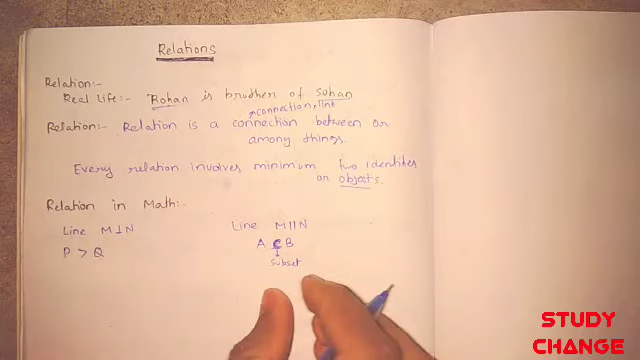 Relations
Relation:-
Real Life:- Rohan is brother of Sohan
connection, link
Relation:- Relation is a connection between or
among things.
Every relation involves minimum two identites
or objects.
Relation in Math:-
Line M⊥N
Line M||N
P > Q
A ⊂ B
subset
STUDY
CHANGE